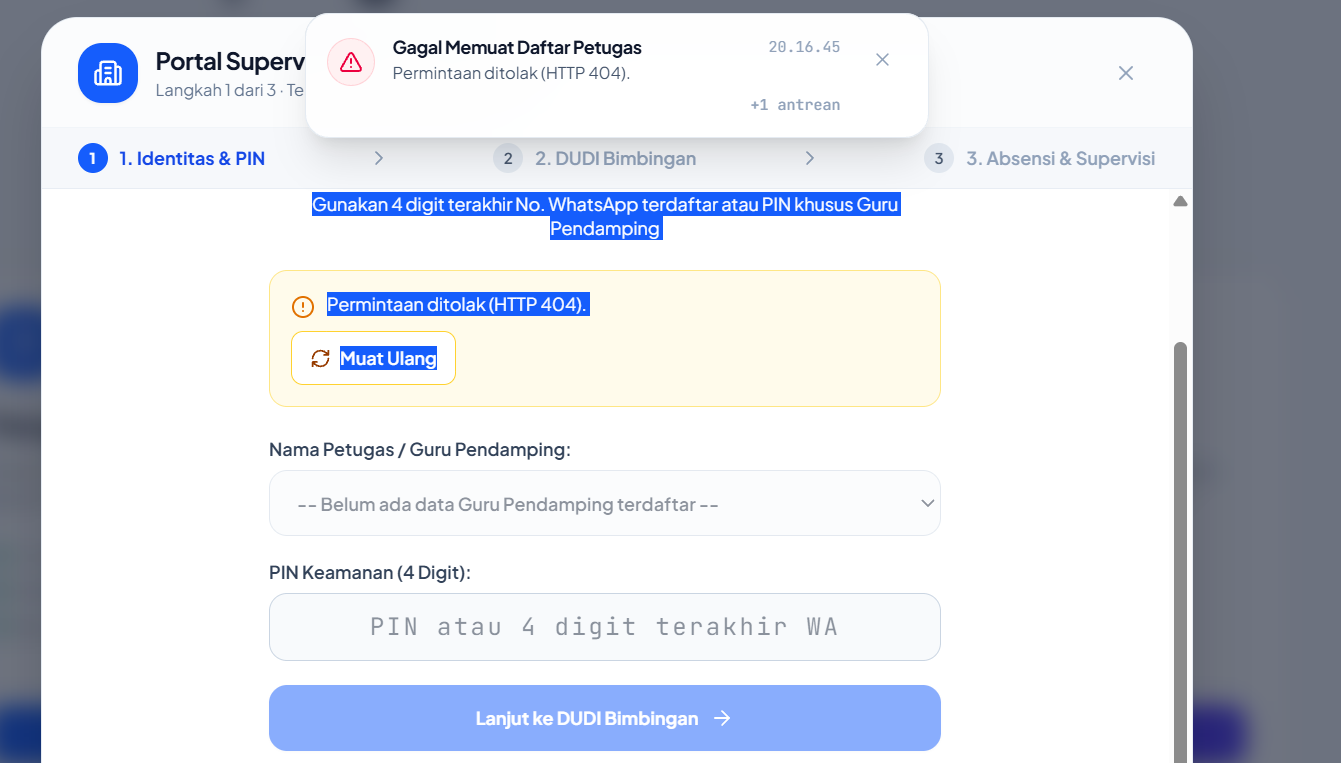 Gagal Memuat Daftar Petugas
20.16.45
Permintaan ditolak (HTTP 404).
+1 antrean
Portal Superv
Langkah 1 dari 3 · Te
1 1. Identitas & PIN
2 2. DUDI Bimbingan
3 3. Absensi & Supervisi
Gunakan 4 digit terakhir No. WhatsApp terdaftar atau PIN khusus Guru
Pendamping
Permintaan ditolak (HTTP 404).
Muat Ulang
Nama Petugas / Guru Pendamping:
-- Belum ada data Guru Pendamping terdaftar --
PIN Keamanan (4 Digit):
PIN atau 4 digit terakhir WA
Lanjut ke DUDI Bimbingan